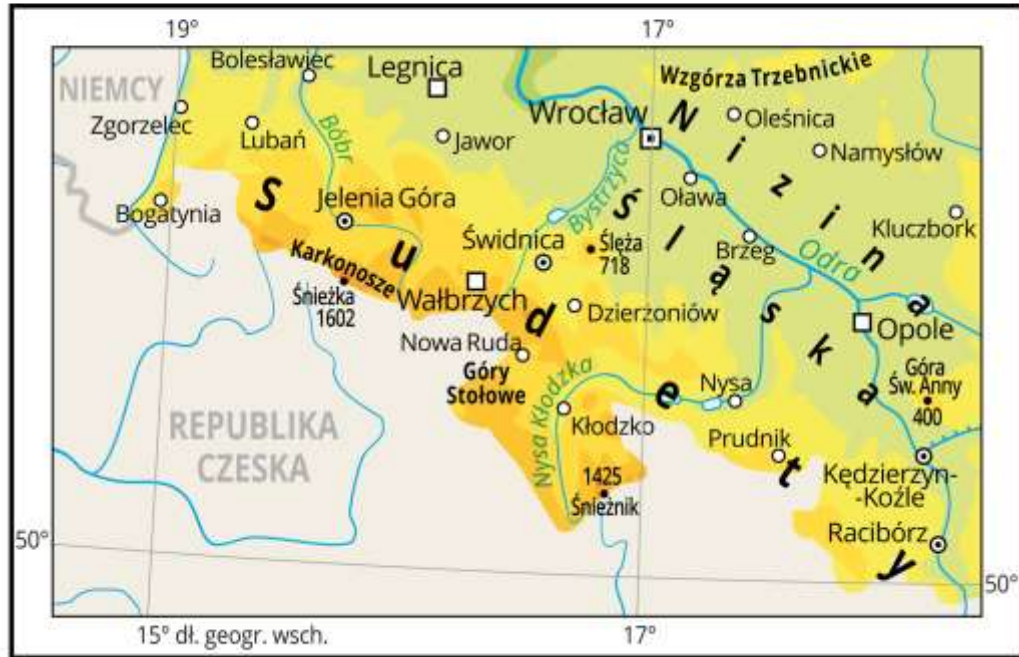 19°
17°
Bolesławiec
Legnica
Wzgórza Trzebnickie
NIEMCY
Zgorzelec
Lubań
Bóbr
Jawor
Wrocław
Oleśnica
Namysłów
Nizina
Śląska
Sudety
Bogatynia
Jelenia Góra
Bystrzyca
Oława
Kluczbork
Karkonosze
Świdnica
Ślęża
718
Brzeg
Odra
Śnieżka
1602
Wałbrzych
Dzierżoniów
Opole
Nowa Ruda
Góry
Stołowe
Nysa Kłodzka
Nysa
Góra
Św. Anny
400
REPUBLIKA
CZESKA
Kłodzko
Prudnik
Kędzierzyn-
-Koźle
1425
Śnieżnik
Racibórz
50°
50°
15° dł. geogr. wsch.
17°